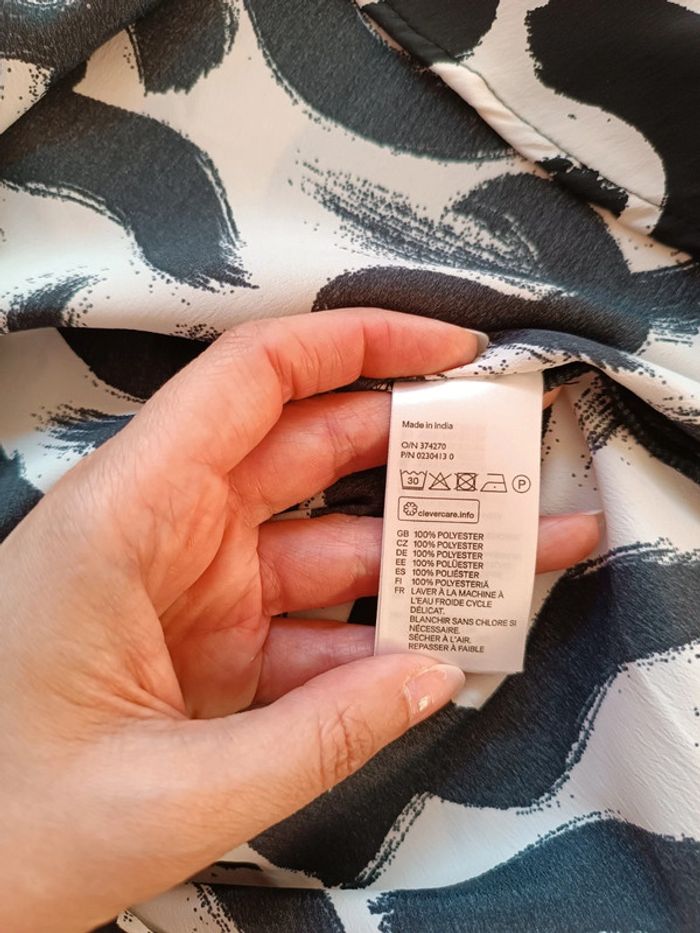 Made in India
O/N 374270
P/N 0230413 0
30 P
clevercare.info
GB 100% POLYESTER
CZ 100% POLYESTER
DE 100% POLYESTER
EE 100% POLÜESTER
ES 100% POLIÉSTER
FI 100% POLYESTERIÄ
FR LAVER À LA MACHINE À
L'EAU FROIDE CYCLE
DÉLICAT.
BLANCHIR SANS CHLORE SI
NÉCESSAIRE.
SÉCHER À L'AIR.
REPASSER À FAIBLE